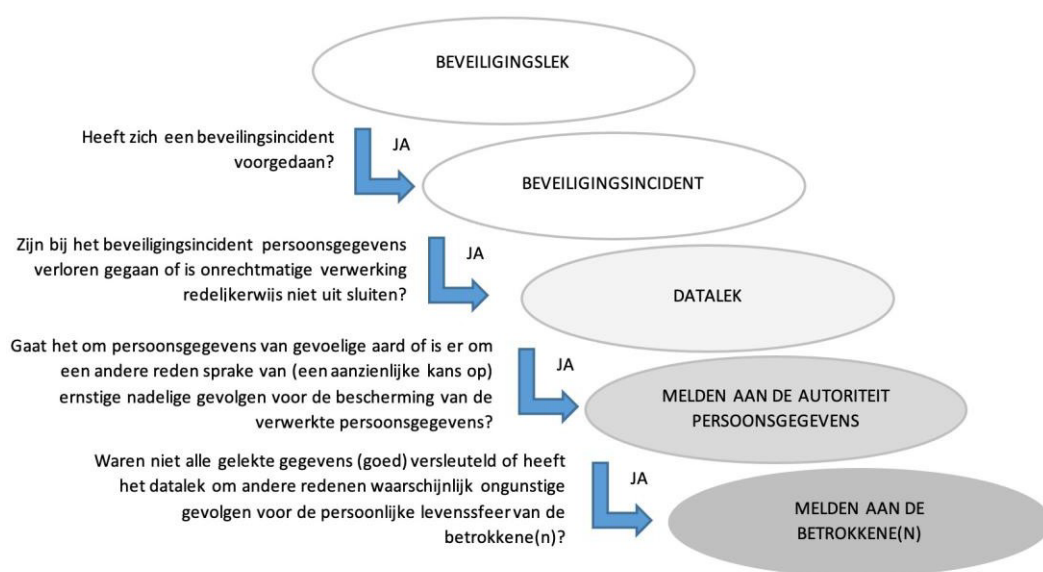 BEVEILIGINGSLEK
Heeft zich een beveilingsincident
voorgedaan?
JA
BEVEILIGINGSINCIDENT
Zijn bij het beveiligingsincident persoonsgegevens
verloren gegaan of is onrechtmatige verwerking
redelijkerwijs niet uit sluiten?
JA
DATALEK
Gaat het om persoonsgegevens van gevoelige aard of is er om
een andere reden sprake van (een aanzienlijke kans op)
ernstige nadelige gevolgen voor de bescherming van de
verwerkte persoonsgegevens?
JA
MELDEN AAN DE AUTORITEIT
PERSOONSGEGEVENS
Waren niet alle gelekte gegevens (goed) versleuteld of heeft
het datalek om andere redenen waarschijnlijk ongunstige
gevolgen voor de persoonlijke levenssfeer van de
betrokkene(n)?
JA
MELDEN AAN DE
BETROKKENE(N)